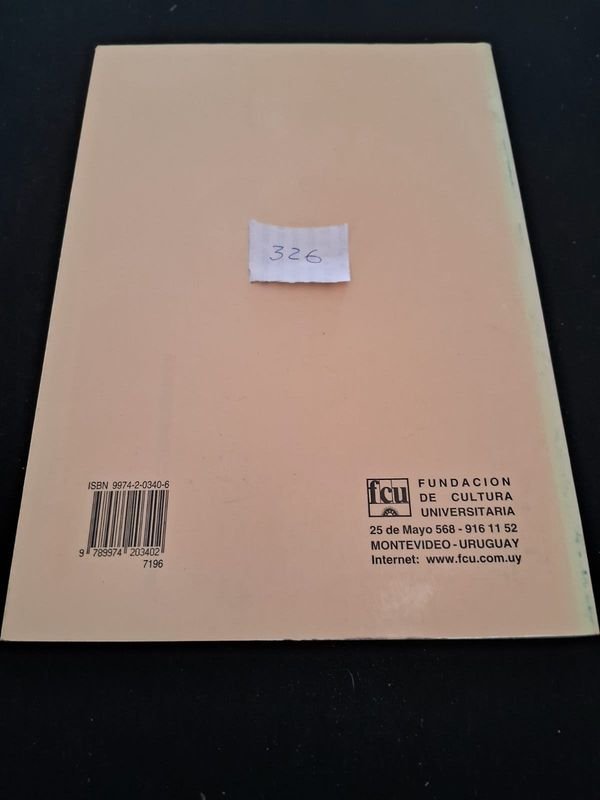 326
ISBN 9974-2-0340-6
9 789974 203402
7196
fcu
FUNDACION
DE CULTURA
UNIVERSITARIA
25 de Mayo 568 - 916 11 52
MONTEVIDEO - URUGUAY
Internet: www.fcu.com.uy